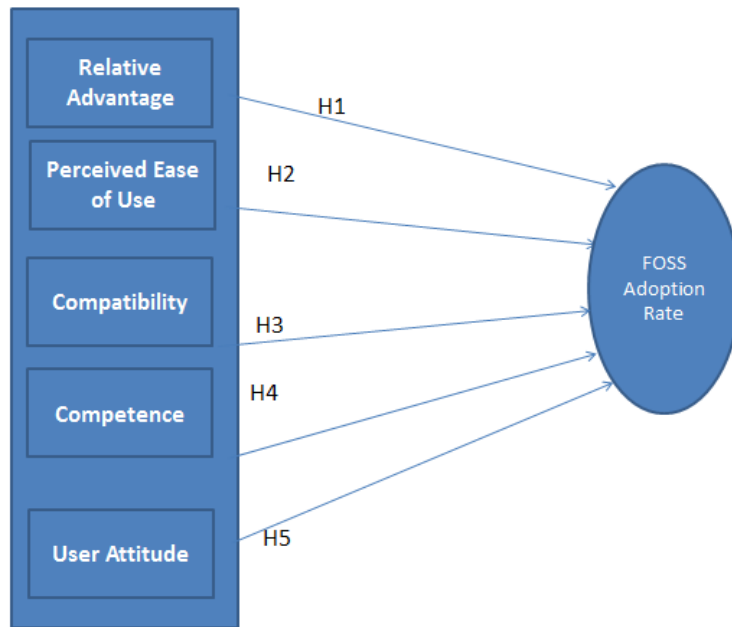 Relative
Advantage
H1
Perceived Ease
of Use
H2
Compatibility
H3
Competence
H4
User Attitude
H5
FOSS
Adoption
Rate